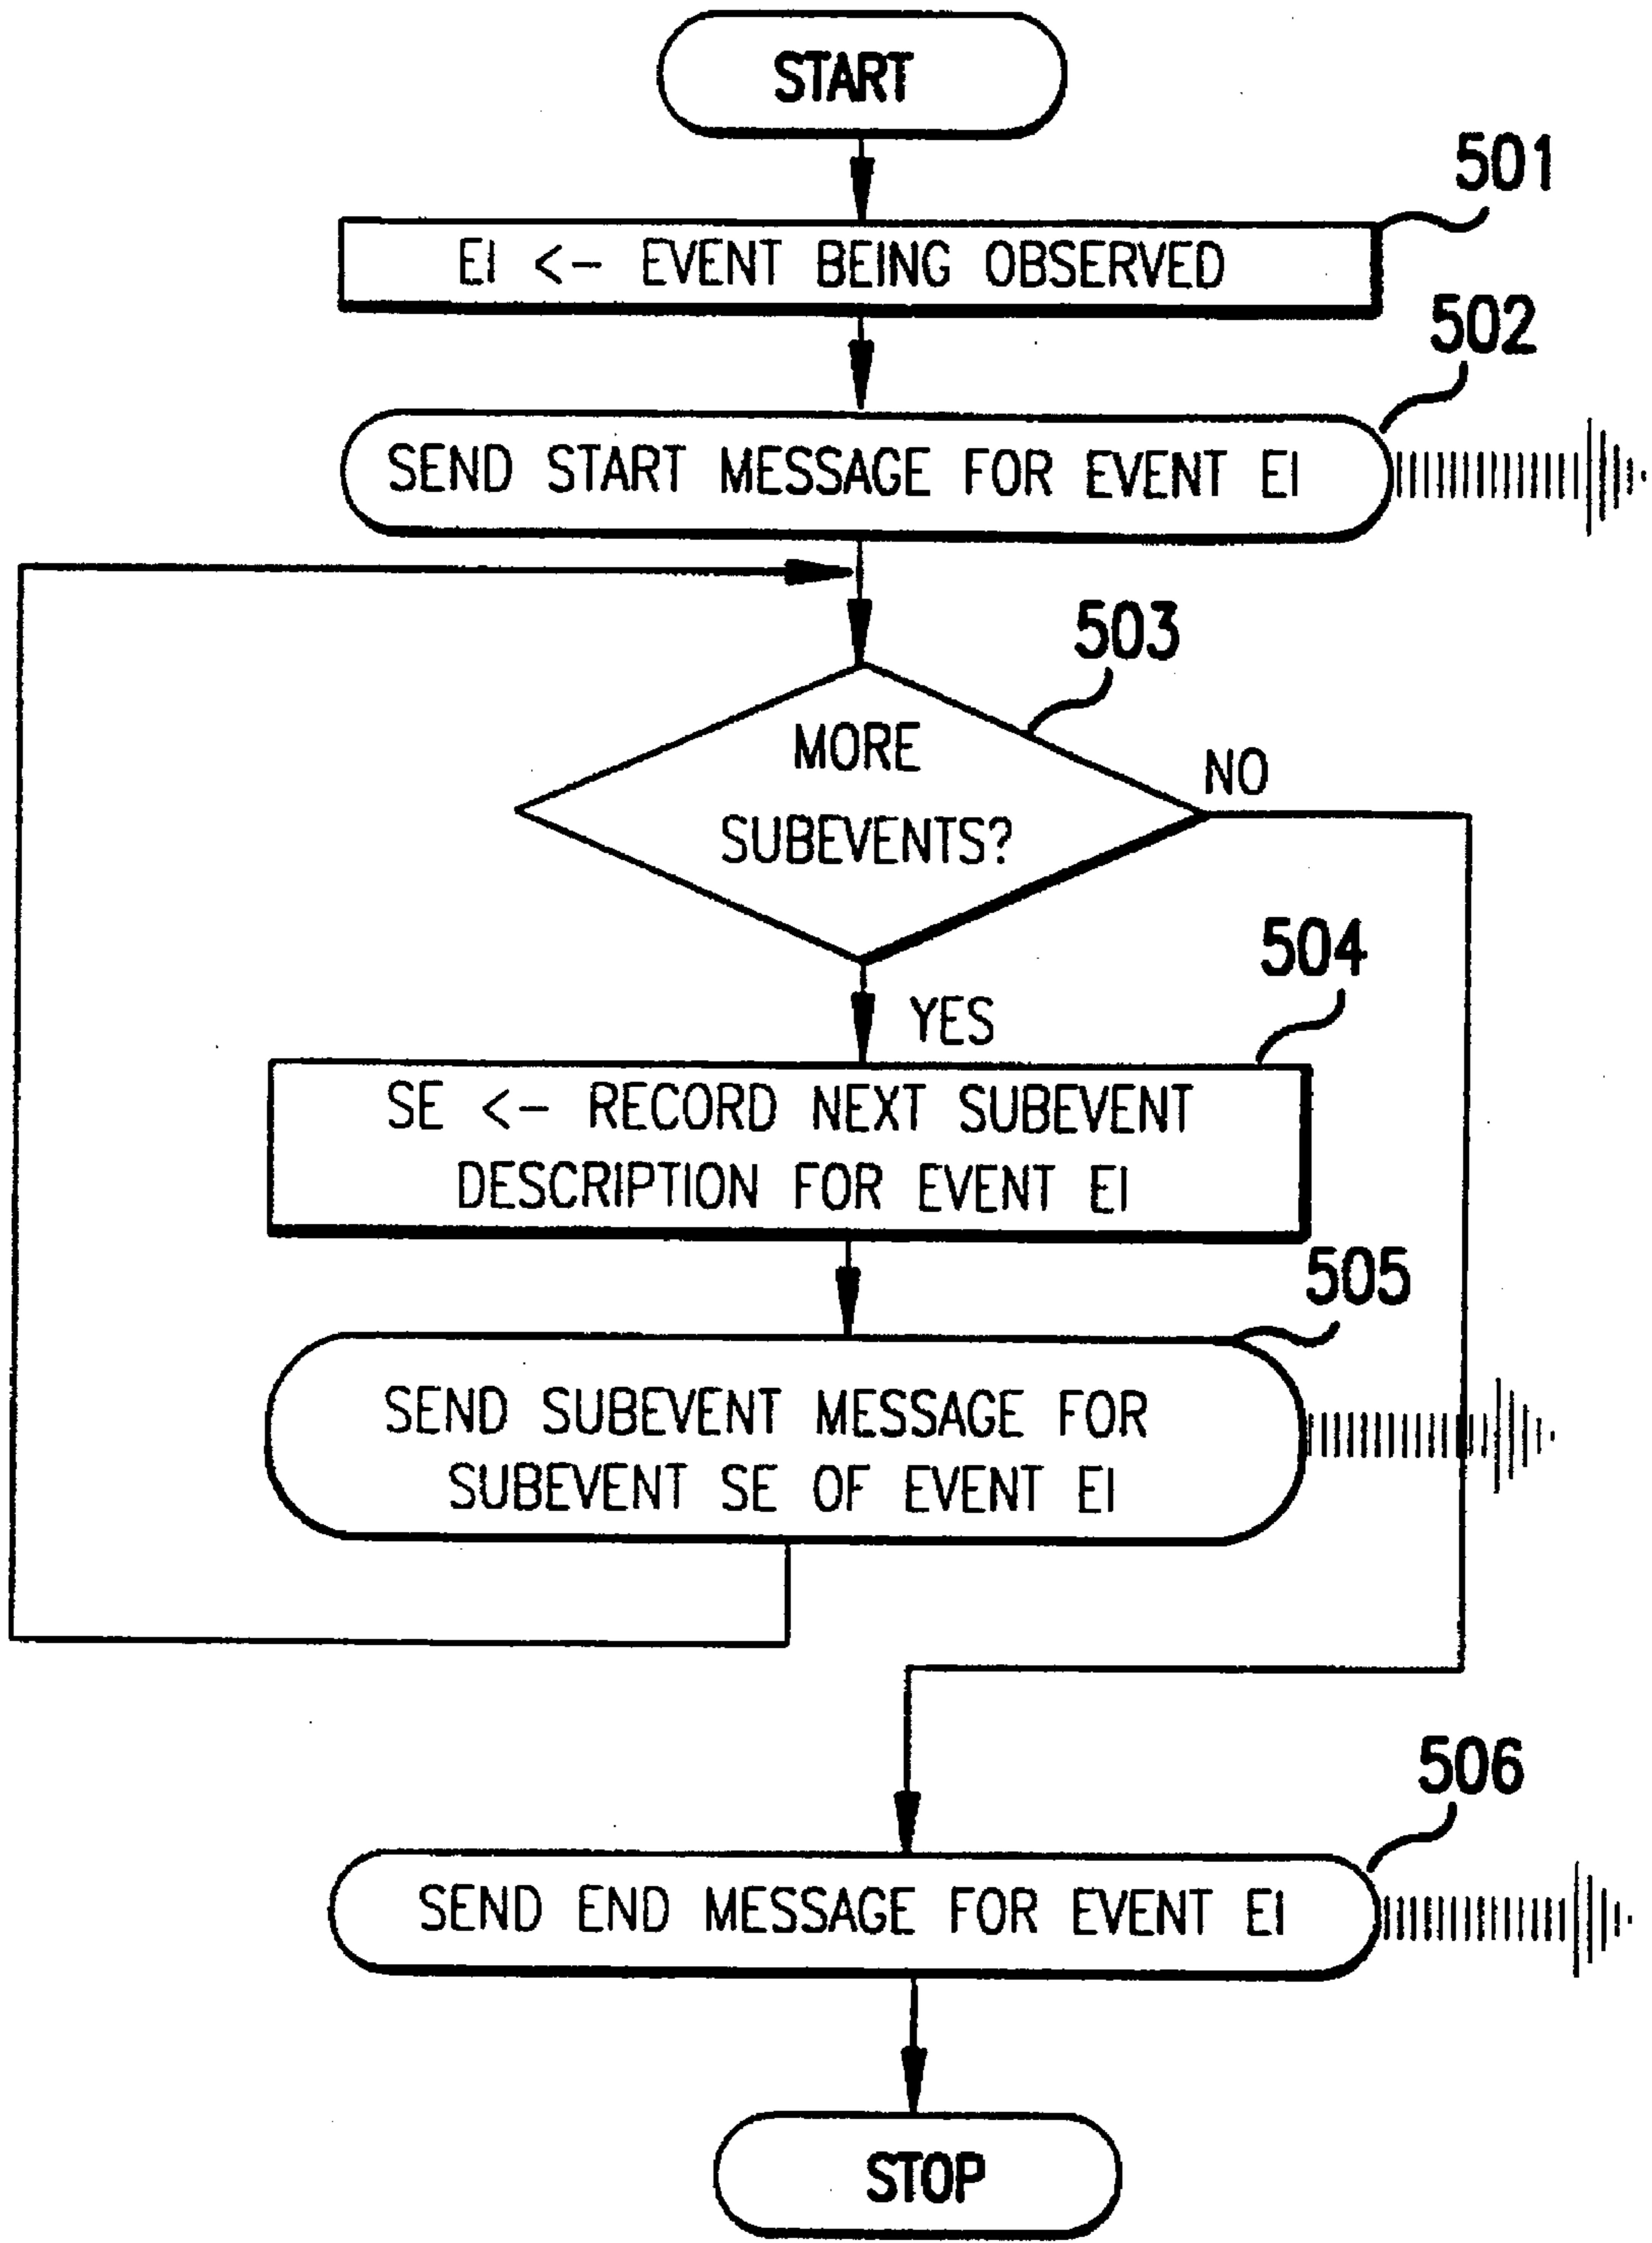 START
501
EI <- EVENT BEING OBSERVED
502
SEND START MESSAGE FOR EVENT EI
503
MORE
SUBEVENTS?
NO
YES
504
SE <- RECORD NEXT SUBEVENT
DESCRIPTION FOR EVENT EI
505
SEND SUBEVENT MESSAGE FOR
SUBEVENT SE OF EVENT EI
506
SEND END MESSAGE FOR EVENT EI
STOP